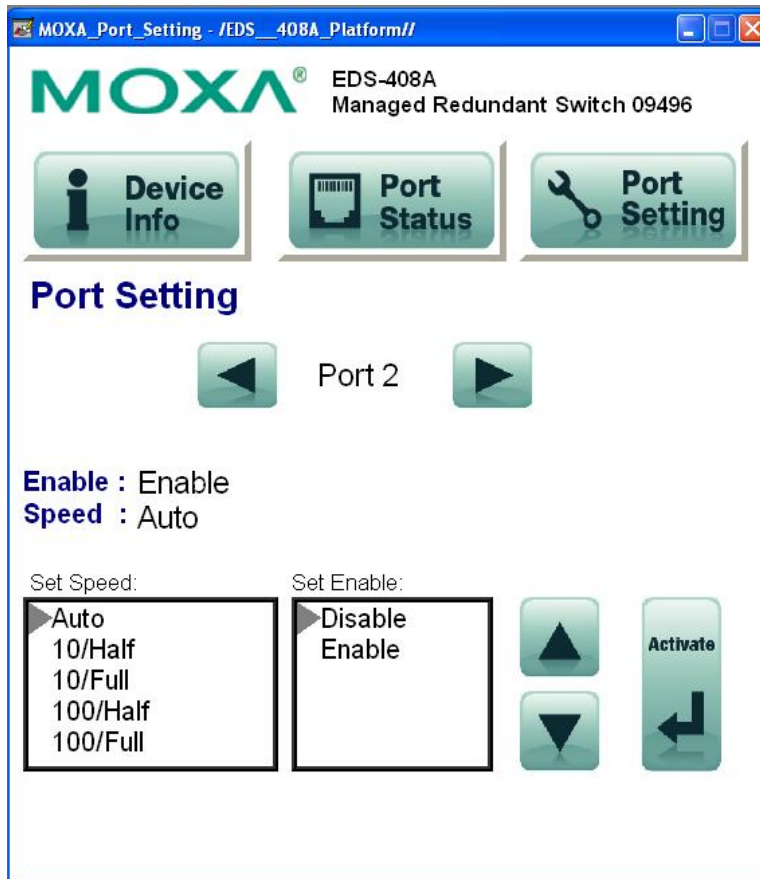 MOXA_Port_Setting - /EDS__408A_Platform//
MOXA®
EDS-408A
Managed Redundant Switch 09496
Device
Info
Port
Status
Port
Setting
Port Setting
Port 2
Enable : Enable
Speed : Auto
Set Speed:
Auto
10/Half
10/Full
100/Half
100/Full
Set Enable:
Disable
Enable
Activate